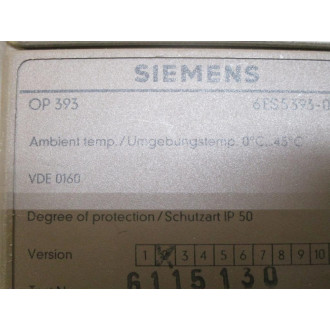 SIEMENS
OP 393 6ES5393-0
Ambient temp./Umgebungstemp. 0°C...45°C
VDE 0160
Degree of protection/Schutzart IP 50
Version 1 2 3 4 5 6 7 8 9 10
6115130